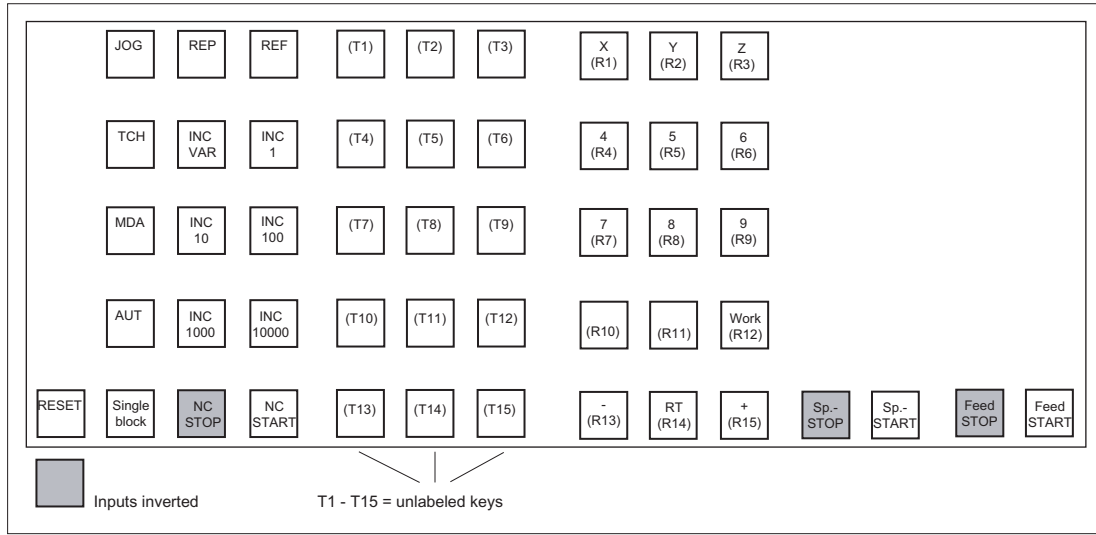 JOG REP REF (T1) (T2) (T3) X Y Z
(R1) (R2) (R3)
TCH INC INC (T4) (T5) (T6) 4 5 6
VAR 1 (R4) (R5) (R6)
MDA INC INC (T7) (T8) (T9) 7 8 9
10 100 (R7) (R8) (R9)
AUT INC INC (T10) (T11) (T12) Work
1000 10000 (R10) (R11) (R12)
RESET Single NC NC (T13) (T14) (T15) - RT + Sp.- Sp.- Feed Feed
block STOP START (R13) (R14) (R15) STOP START STOP START
Inputs inverted T1 - T15 = unlabeled keys